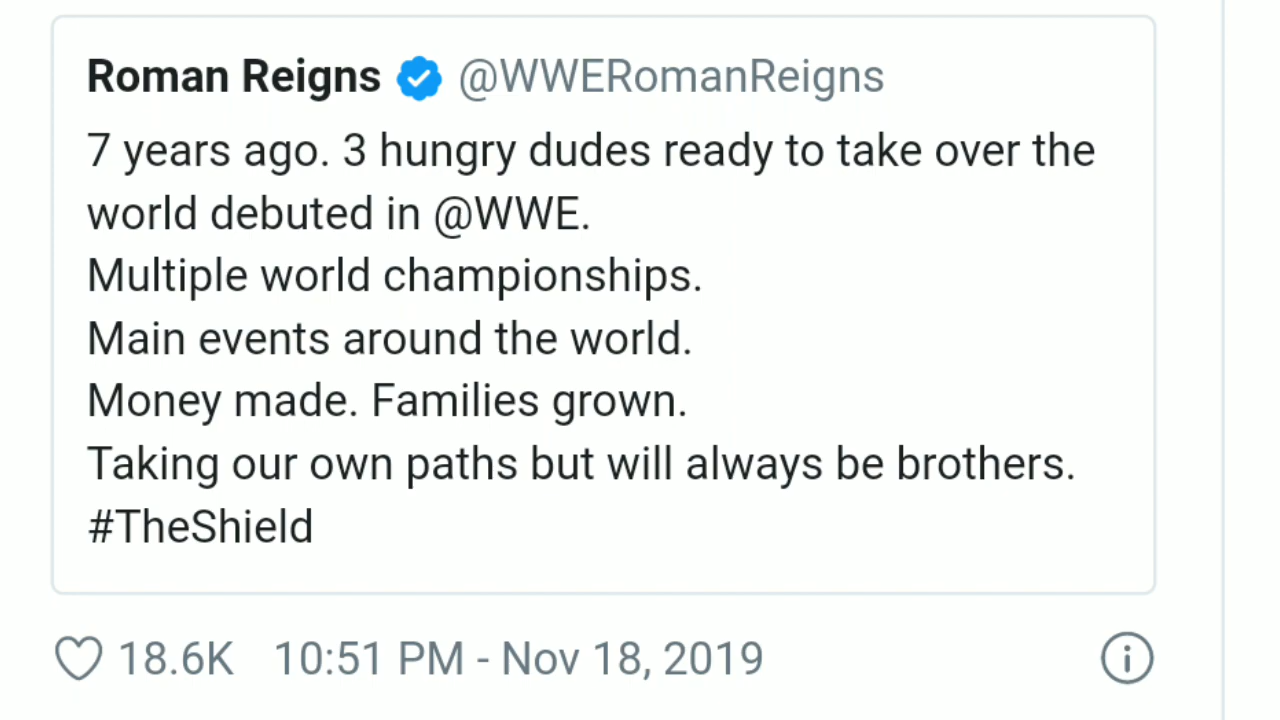 Roman Reigns @WWERomanReigns
7 years ago. 3 hungry dudes ready to take over the
world debuted in @WWE.
Multiple world championships.
Main events around the world.
Money made. Families grown.
Taking our own paths but will always be brothers.
#TheShield
18.6K 10:51 PM - Nov 18, 2019